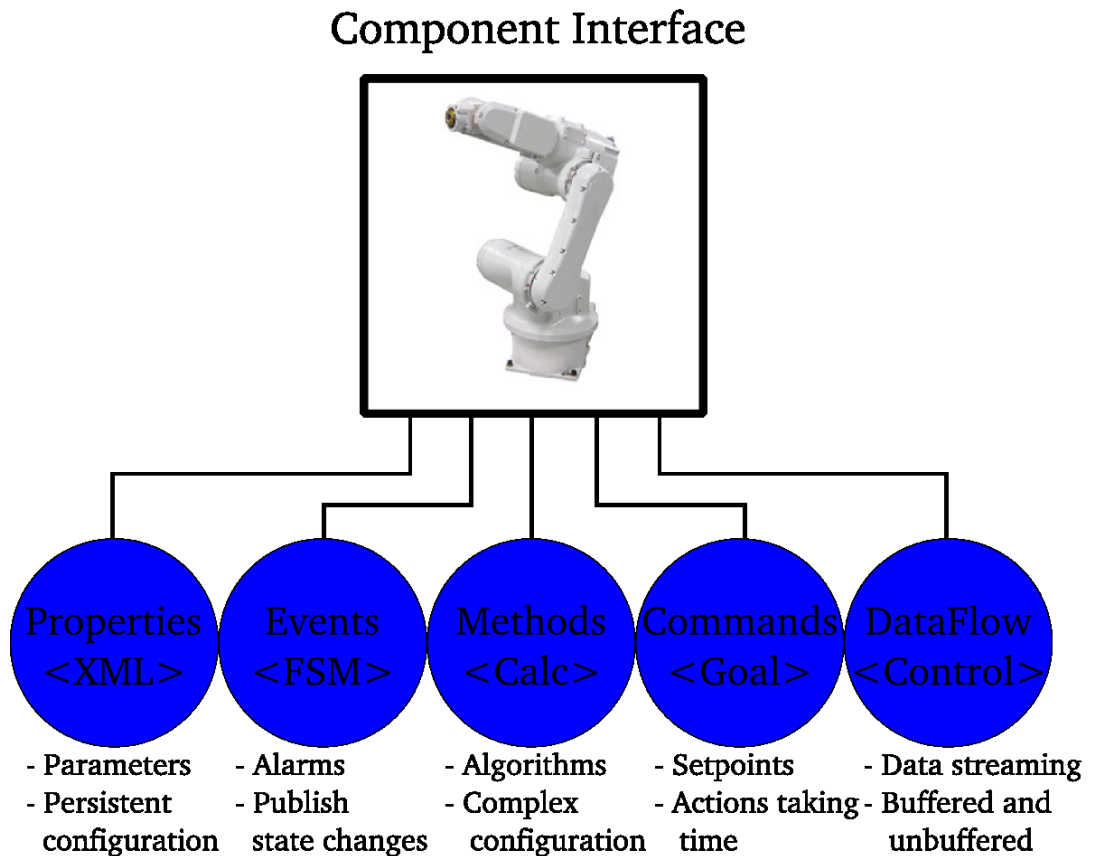 Component Interface
Properties
<XML>
Events
<FSM>
Methods
<Calc>
Commands
<Goal>
DataFlow
<Control>
- Parameters
- Persistent
configuration
- Alarms
- Publish
state changes
- Algorithms
- Complex
configuration
- Setpoints
- Actions taking
time
- Data streaming
- Buffered and
unbuffered